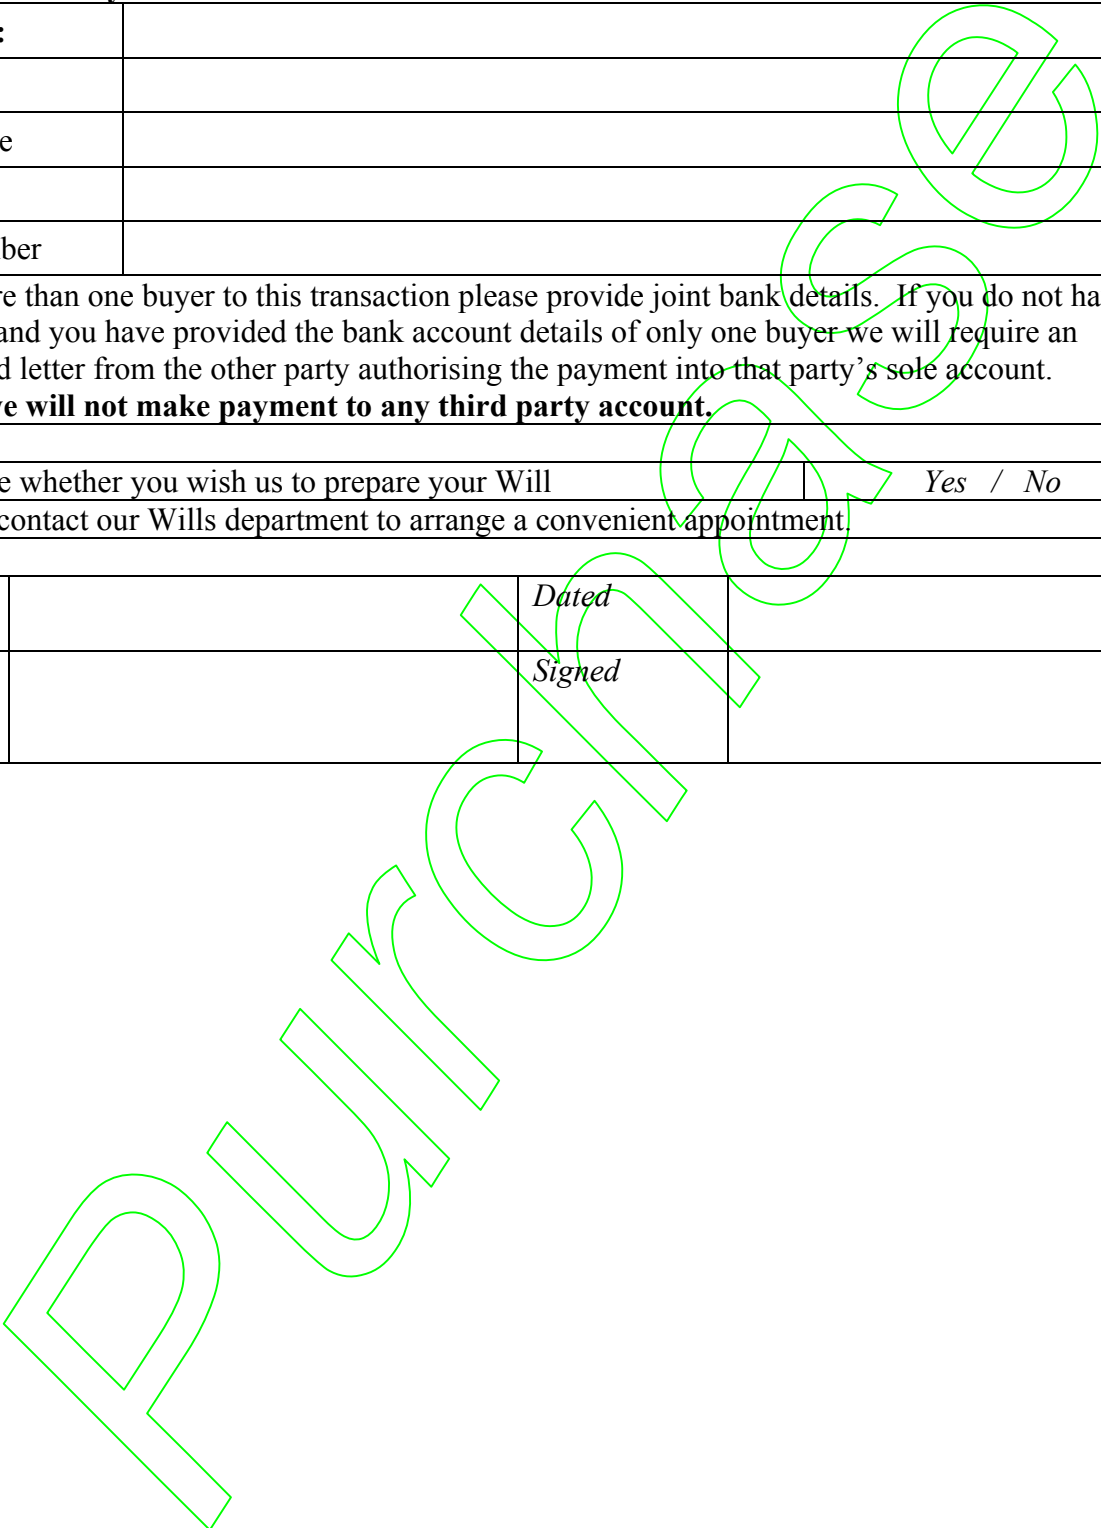 :
e
ber
re than one buyer to this transaction please provide joint bank details. If you do not ha
and you have provided the bank account details of only one buyer we will require an
d letter from the other party authorising the payment into that party's sole account.
ve will not make payment to any third party account.
e whether you wish us to prepare your Will Yes / No
contact our Wills department to arrange a convenient appointment.
Dated
Signed
Purchase